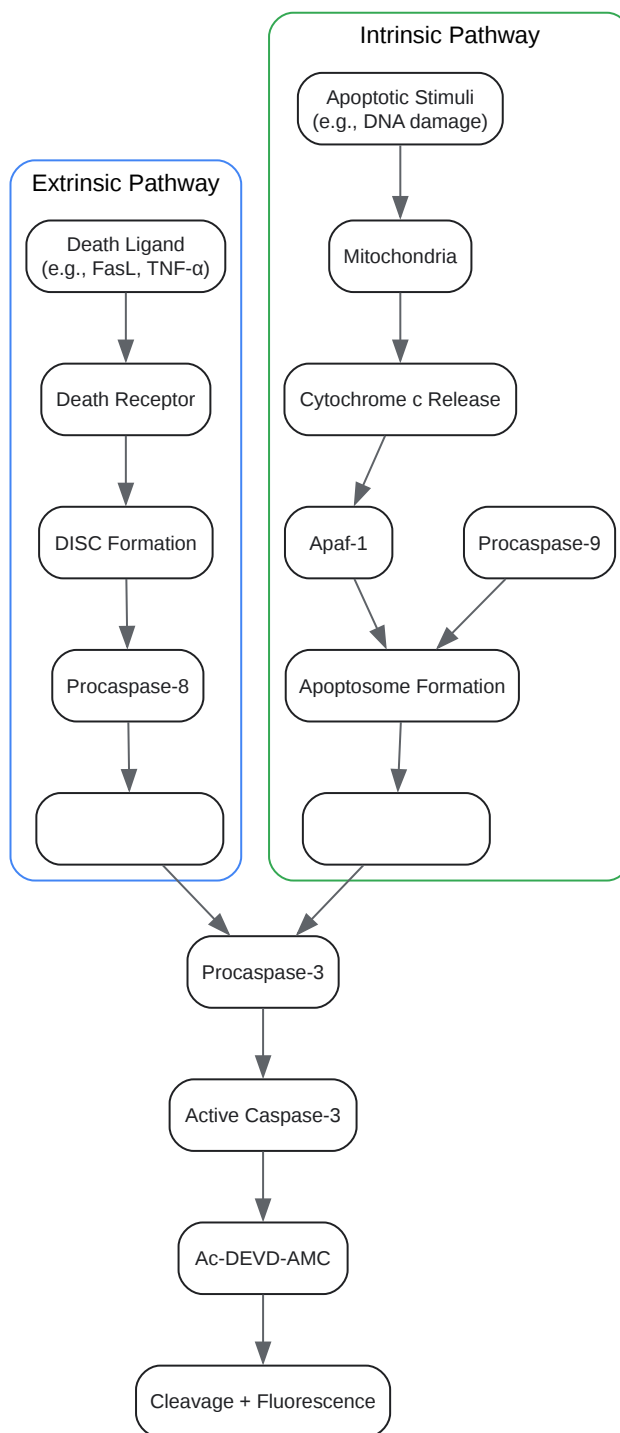 Intrinsic Pathway
Apoptotic Stimuli
(e.g., DNA damage)
Extrinsic Pathway
Death Ligand
(e.g., FasL, TNF-α)
Mitochondria
Death Receptor
Cytochrome c Release
DISC Formation
Apaf-1
Procaspase-9
Procaspase-8
Apoptosome Formation
Procaspase-3
Active Caspase-3
Ac-DEVD-AMC
Cleavage + Fluorescence